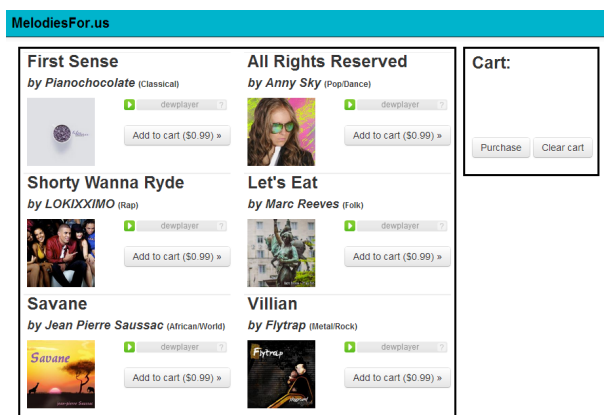 MelodiesFor.us
First Sense
by Pianochocolate (Classical)
dewplayer ?
Add to cart ($0.99) »
All Rights Reserved
by Anny Sky (Pop/Dance)
dewplayer ?
Add to cart ($0.99) »
Cart:
Purchase Clear cart
Shorty Wanna Ryde
by LOKIXXIMO (Rap)
dewplayer ?
Add to cart ($0.99) »
Let's Eat
by Marc Reeves (Folk)
dewplayer ?
Add to cart ($0.99) »
Savane
by Jean Pierre Saussac (African/World)
Savane
Jean-pierre Saussac
dewplayer ?
Add to cart ($0.99) »
Villian
by Flytrap (Metal/Rock)
Flytrap
dewplayer ?
Add to cart ($0.99) »